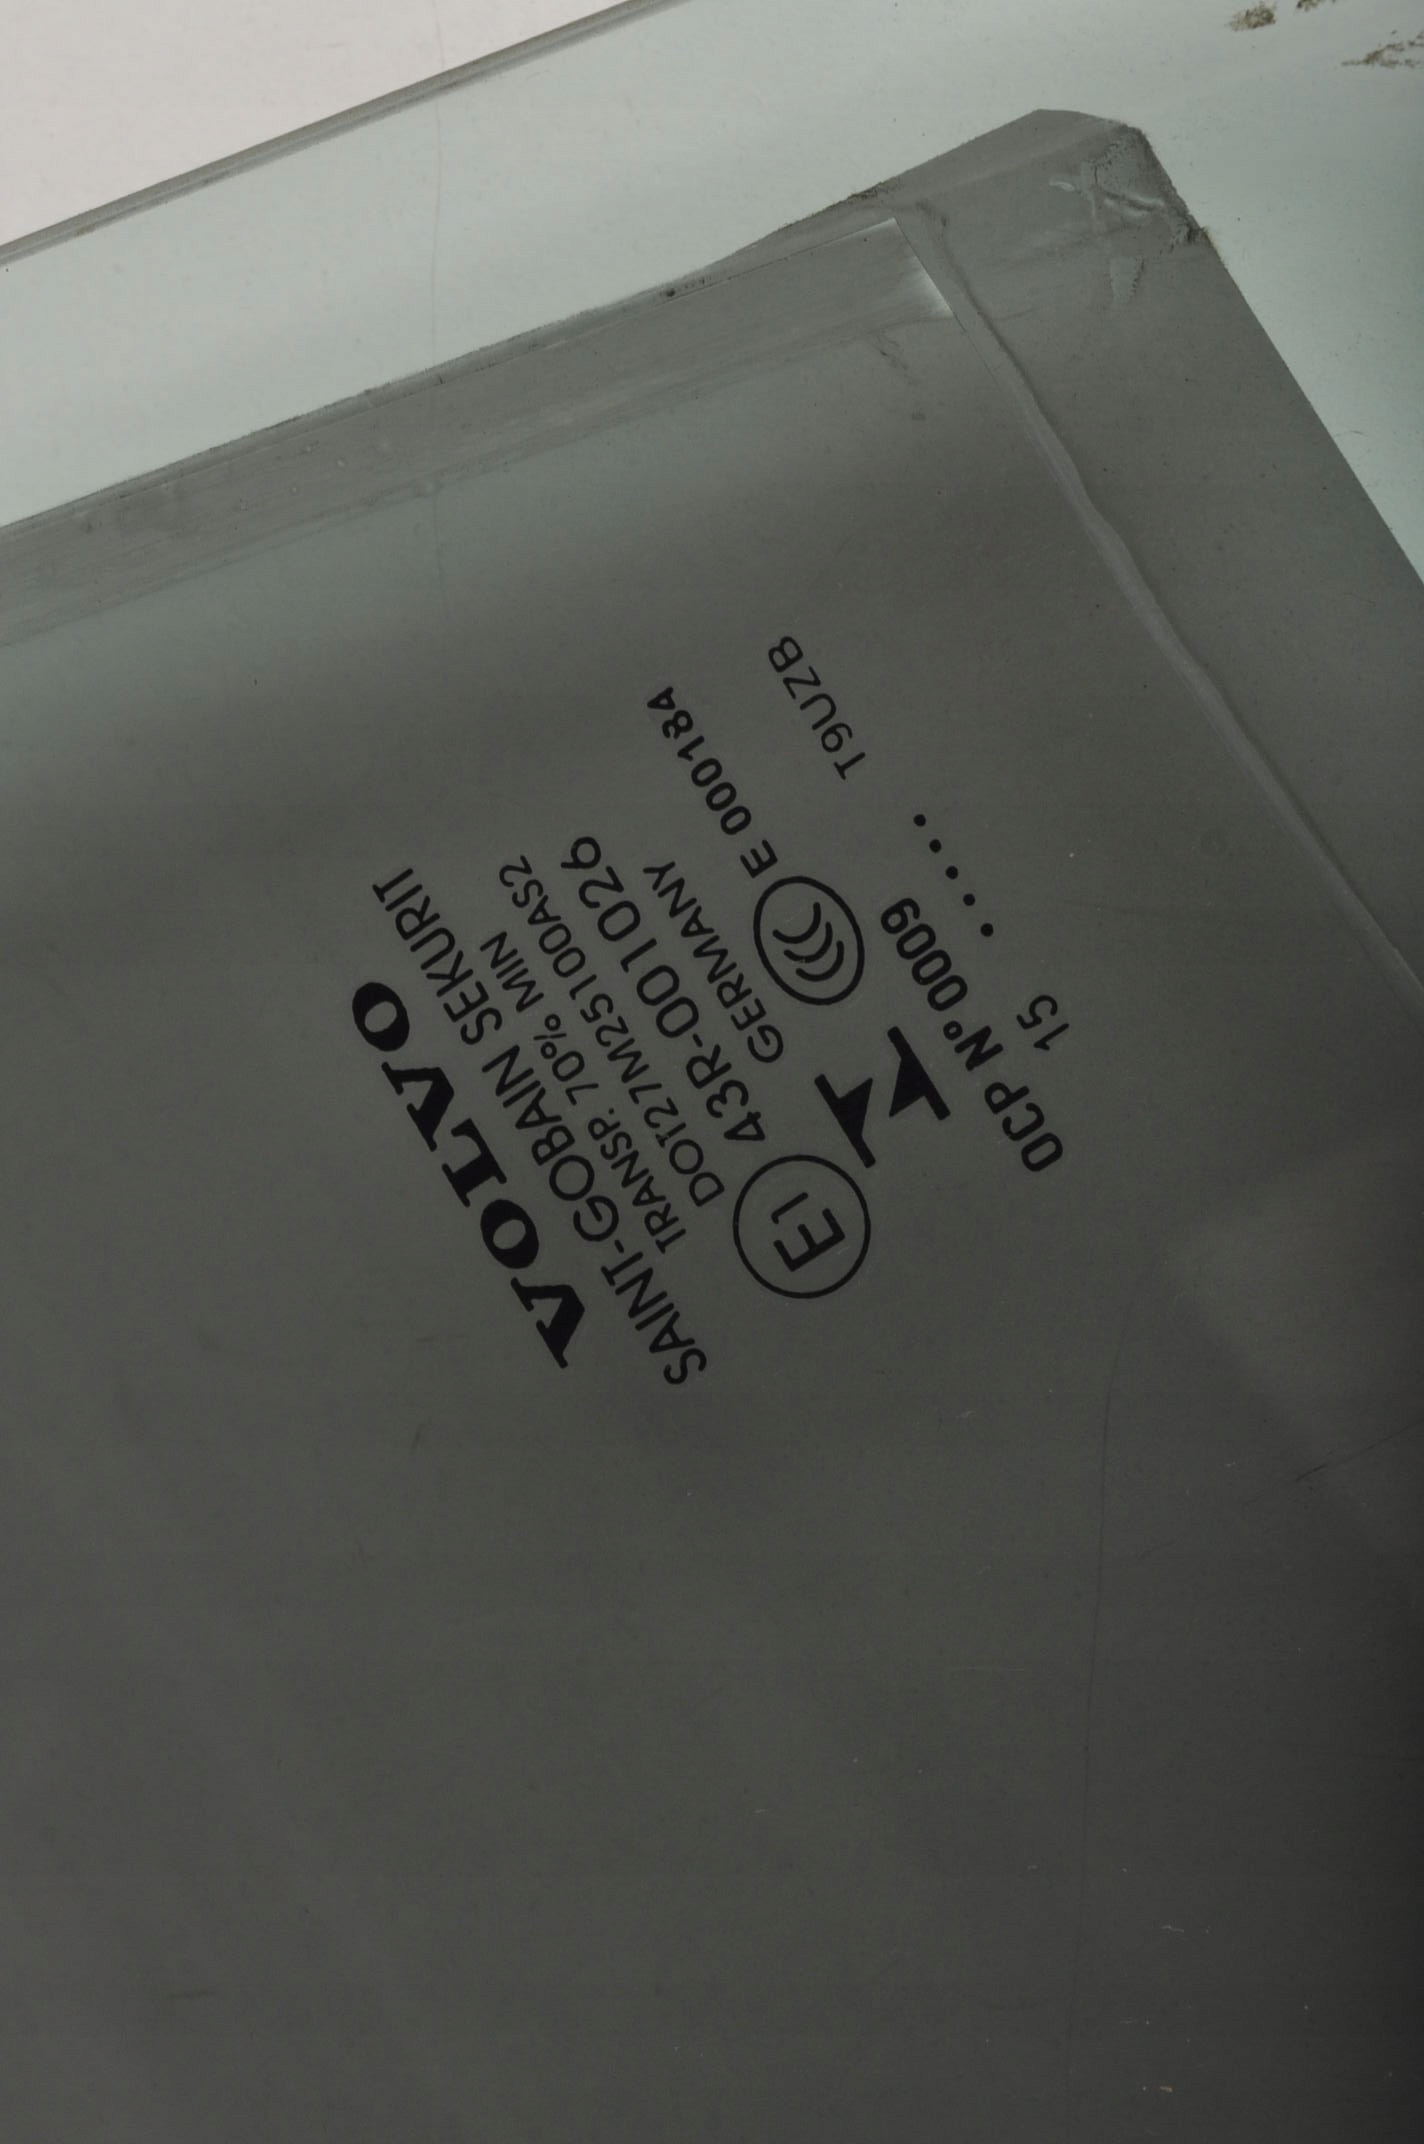 VOLVO
SAINT-GOBAIN SEKURIT
TRANSP. 70% MIN
DOT27M25100AS2
E1 43R-001026
GERMANY
E 000184
T9UZB
OCP N° 0009
15 .....